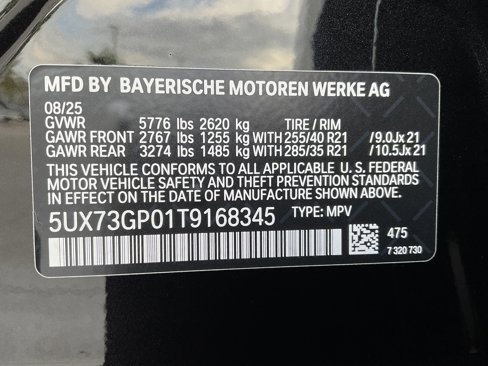 MFD BY BAYERISCHE MOTOREN WERKE AG
08/25
GVWR 5776 lbs 2620 kg TIRE / RIM
GAWR FRONT 2767 lbs 1255 kg WITH 255/40 R21 /9.0Jx21
GAWR REAR 3274 lbs 1485 kg WITH 285/35 R21 /10.5Jx21
THIS VEHICLE CONFORMS TO ALL APPLICABLE U. S. FEDERAL
MOTOR VEHICLE SAFETY AND THEFT PREVENTION STANDARDS
IN EFFECT ON THE DATE OF MANUFACTURE SHOWN ABOVE.
5UX73GP01T9168345 TYPE: MPV
475
7 320 730